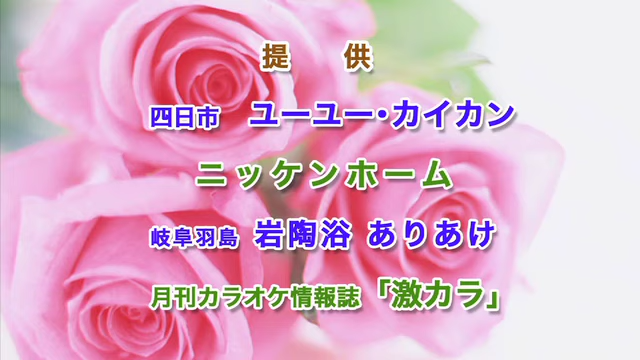 提　供
四日市　ユーユー・カイカン
ニッケンホーム
岐阜羽島　岩陶浴 ありあけ
月刊カラオケ情報誌「激カラ」